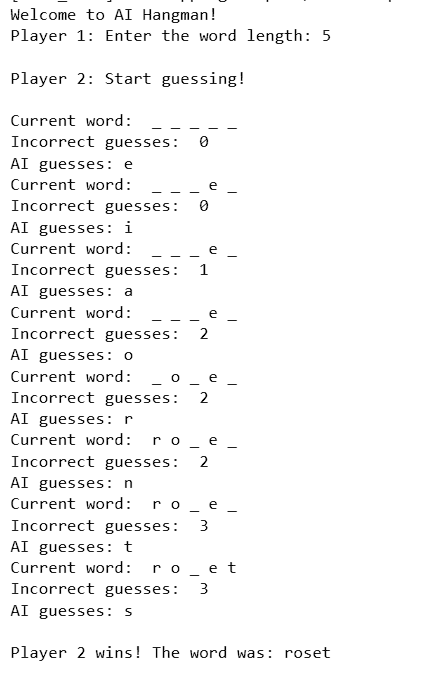 Welcome to AI Hangman!
Player 1: Enter the word length: 5
Player 2: Start guessing!
Current word:  _ _ _ _ _
Incorrect guesses:  0
AI guesses: e
Current word:  _ _ _ e _
Incorrect guesses:  0
AI guesses: i
Current word:  _ _ _ e _
Incorrect guesses:  1
AI guesses: a
Current word:  _ _ _ e _
Incorrect guesses:  2
AI guesses: o
Current word:  _ o _ e _
Incorrect guesses:  2
AI guesses: r
Current word:  r o _ e _
Incorrect guesses:  2
AI guesses: n
Current word:  r o _ e _
Incorrect guesses:  3
AI guesses: t
Current word:  r o _ e t
Incorrect guesses:  3
AI guesses: s
Player 2 wins! The word was: roset